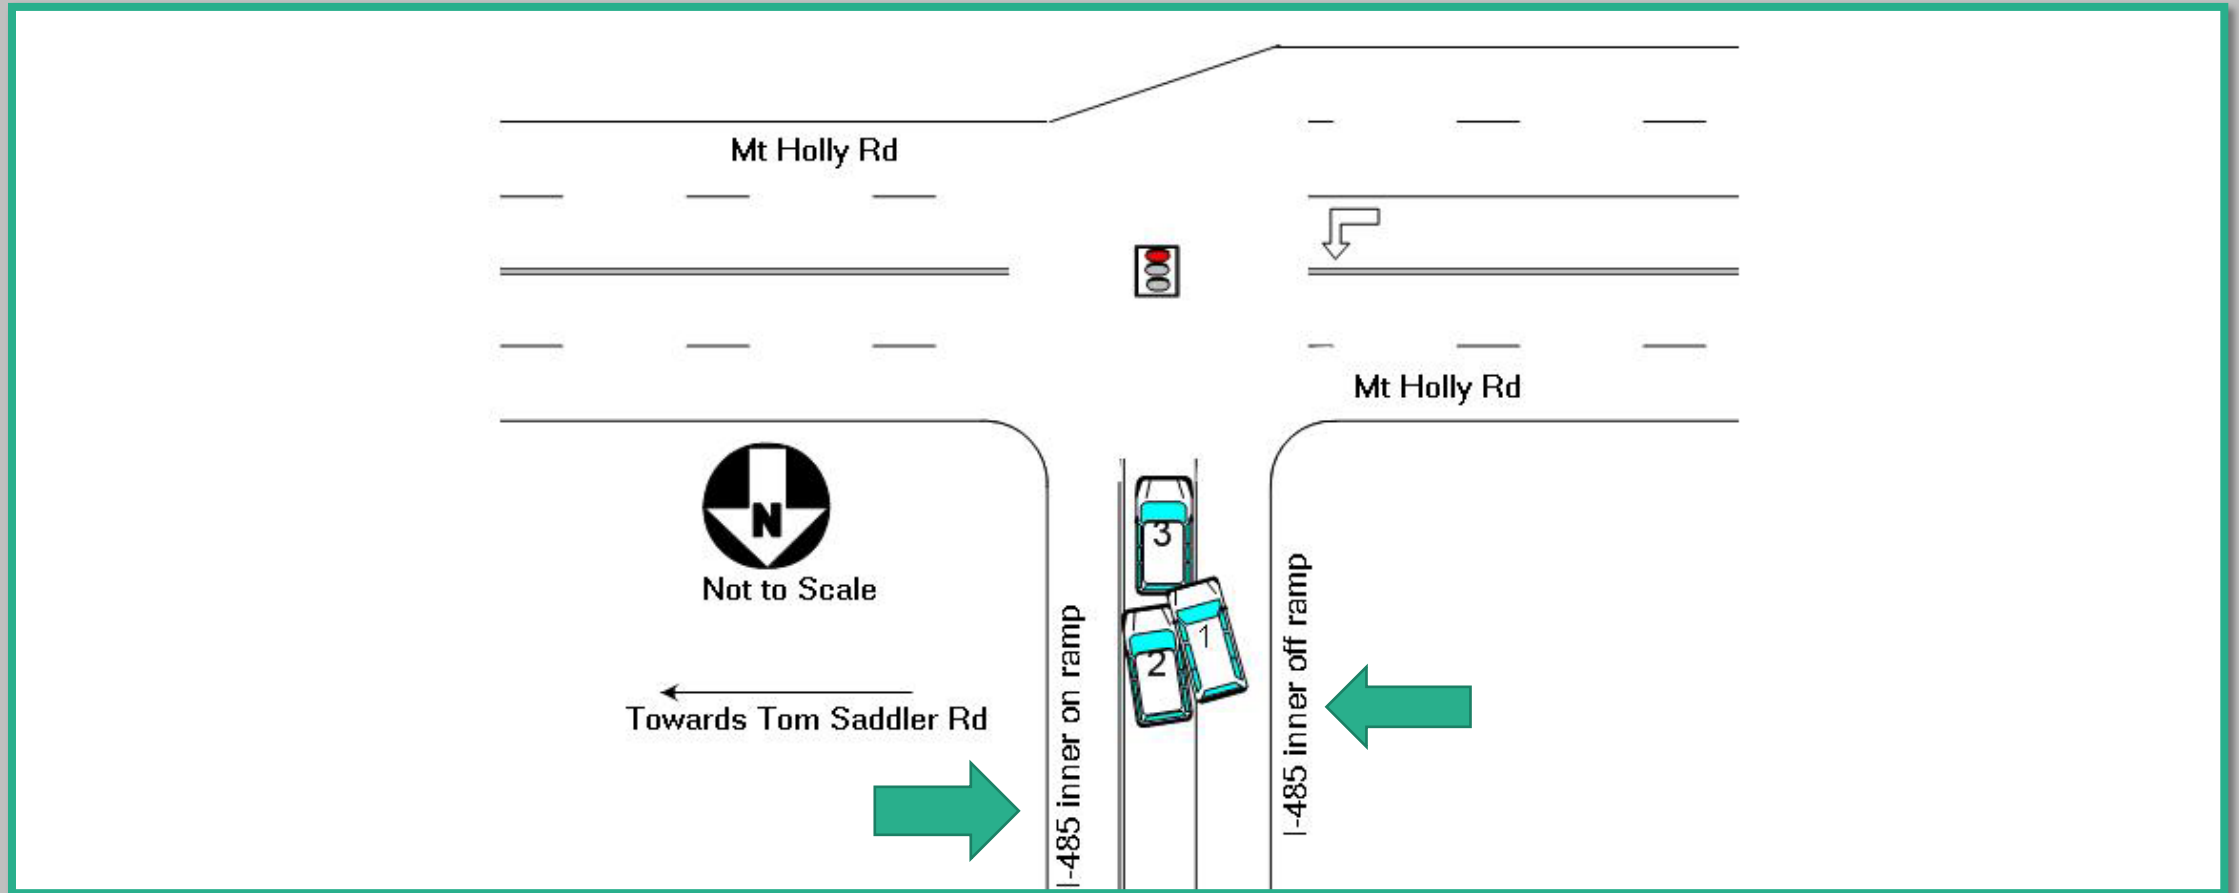 Mt Holly Rd
Mt Holly Rd
N
Not to Scale
3
1
2
Towards Tom Saddler Rd
I-485 inner on ramp
I-485 inner off ramp